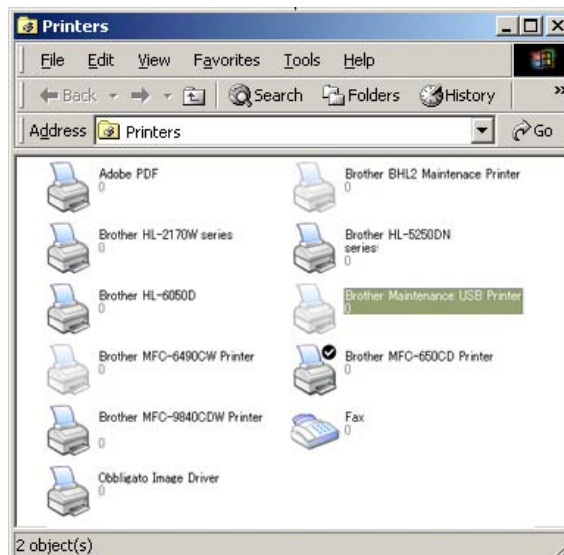 Printers
File Edit View Favorites Tools Help
Back Search Folders History »
Address Printers Go
Adobe PDF
0
Brother BHL2 Maintenace Printer
0
Brother HL-2170W series
0
Brother HL-5250DN
series
0
Brother HL-6050D
0
Brother Maintenance USB Printer
0
Brother MFC-6490CW Printer
0
Brother MFC-650CD Printer
0
Brother MFC-9840CDW Printer
0
Fax
0
Obbligato Image Driver
0
2 object(s)